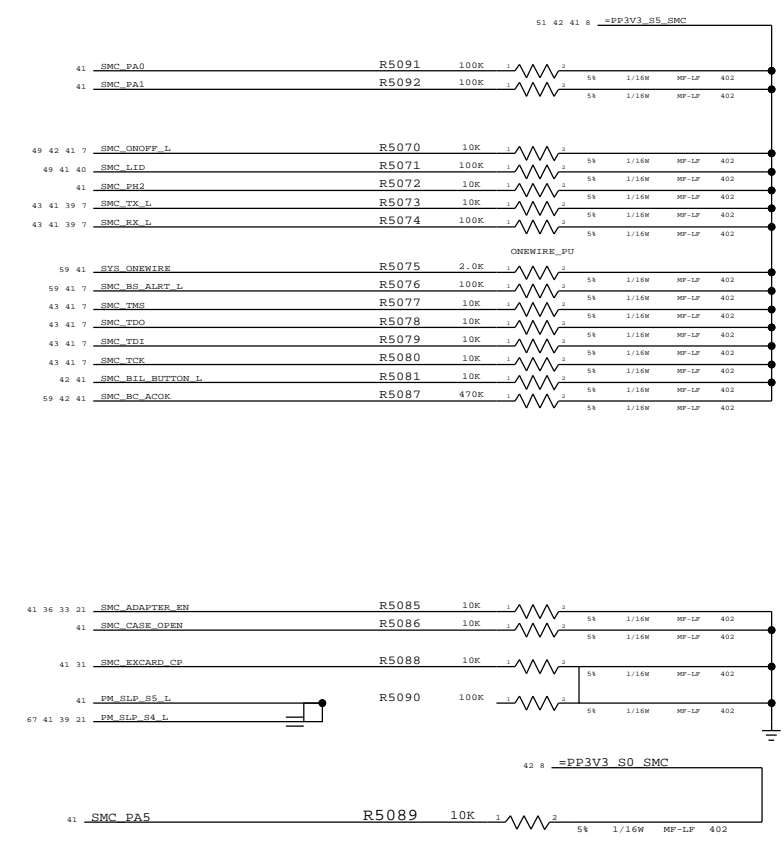 51 42 41 8 =PP3V3_S5_SMC
41 SMC_PA0 R5091 100K 1 2
5% 1/16W MF-LF 402
41 SMC_PA1 R5092 100K 1 2
5% 1/16W MF-LF 402
49 42 41 7 SMC_ONOFF_L R5070 10K 1 2
5% 1/16W MF-LF 402
49 41 40 SMC_LID R5071 100K 1 2
5% 1/16W MF-LF 402
41 SMC_PH2 R5072 10K 1 2
5% 1/16W MF-LF 402
43 41 39 7 SMC_TX_L R5073 10K 1 2
5% 1/16W MF-LF 402
43 41 39 7 SMC_RX_L R5074 100K 1 2
5% 1/16W MF-LF 402
ONEWIRE_PU
59 41 SYS_ONEWIRE R5075 2.0K 1 2
5% 1/16W MF-LF 402
59 41 7 SMC_BS_ALRT_L R5076 100K 1 2
5% 1/16W MF-LF 402
43 41 7 SMC_TMS R5077 10K 1 2
5% 1/16W MF-LF 402
43 41 7 SMC_TDO R5078 10K 1 2
5% 1/16W MF-LF 402
43 41 7 SMC_TDI R5079 10K 1 2
5% 1/16W MF-LF 402
43 41 7 SMC_TCK R5080 10K 1 2
5% 1/16W MF-LF 402
42 41 SMC_BIL_BUTTON_L R5081 10K 1 2
5% 1/16W MF-LF 402
59 42 41 SMC_BC_ACOK R5087 470K 1 2
5% 1/16W MF-LF 402
41 36 33 21 SMC_ADAPTER_EN R5085 10K 1 2
5% 1/16W MF-LF 402
41 SMC_CASE_OPEN R5086 10K 1 2
5% 1/16W MF-LF 402
41 31 SMC_EXCARD_CP R5088 10K 1 2
5% 1/16W MF-LF 402
41 PM_SLP_S5_L R5090 100K 1 2
5% 1/16W MF-LF 402
67 41 39 21 PM_SLP_S4_L
42 8 =PP3V3_S0_SMC
41 SMC_PA5 R5089 10K 1 2
5% 1/16W MF-LF 402